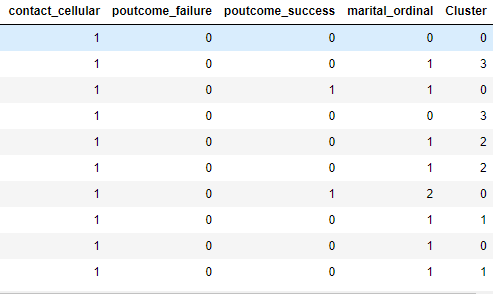 contact_cellular poutcome_failure poutcome_success marital_ordinal Cluster
1 0 0 0 0
1 0 0 1 3
1 0 1 1 0
1 0 0 0 3
1 0 0 1 2
1 0 0 1 2
1 0 1 2 0
1 0 0 1 1
1 0 0 1 0
1 0 0 1 1